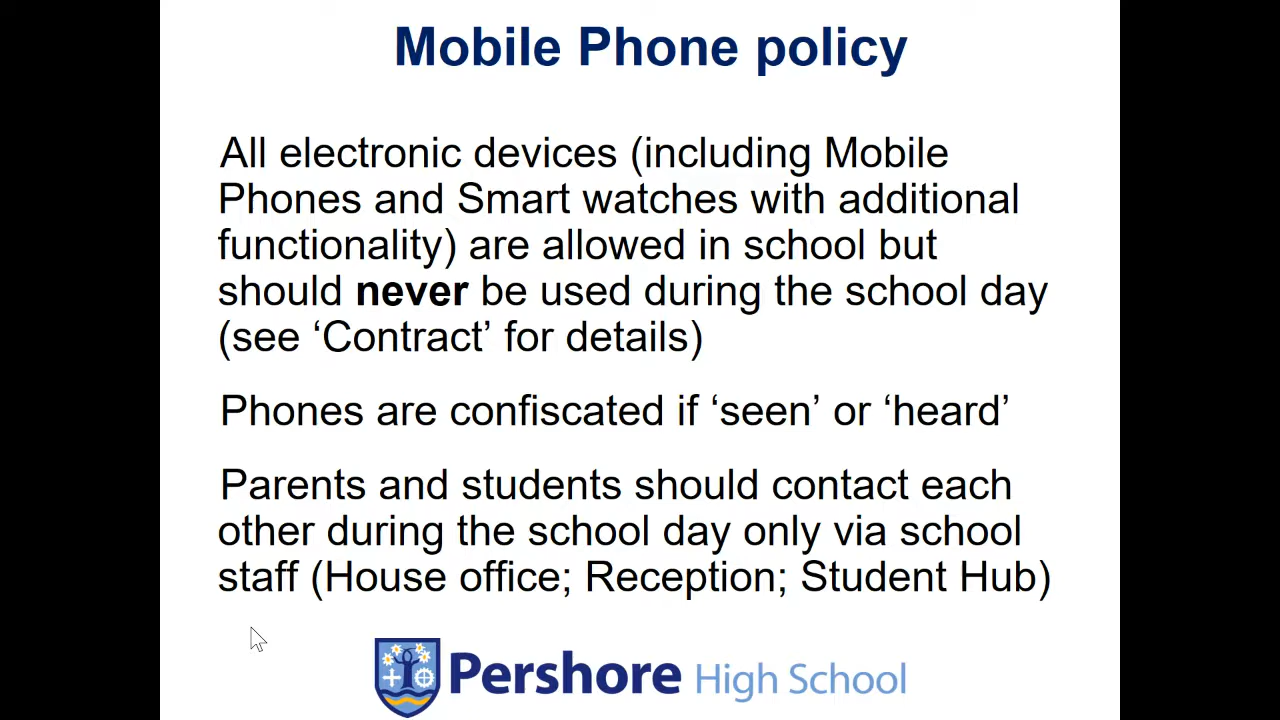 Mobile Phone policy
All electronic devices (including Mobile
Phones and Smart watches with additional
functionality) are allowed in school but
should never be used during the school day
(see ‘Contract’ for details)
Phones are confiscated if ‘seen’ or ‘heard’
Parents and students should contact each
other during the school day only via school
staff (House office; Reception; Student Hub)
Pershore High School